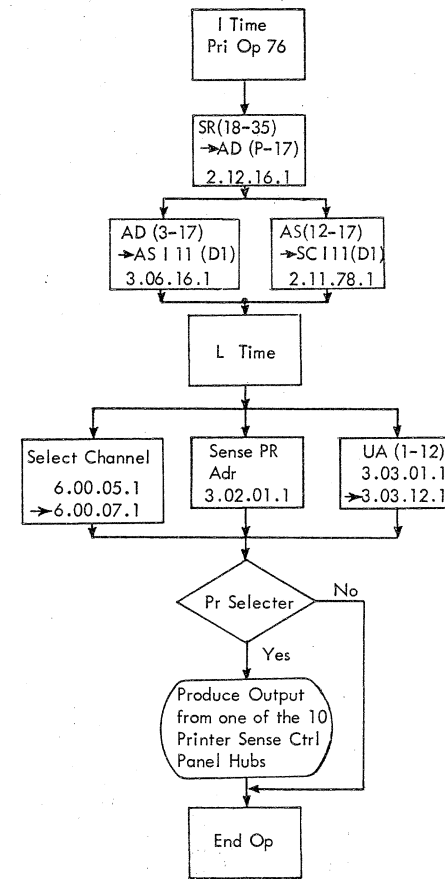 I Time
Pri Op 76
SR(18-35)
→AD (P-17)
2.12.16.1
AD (3-17)
→AS I 11 (D1)
3.06.16.1
AS(12-17)
→SC I11(D1)
2.11.78.1
L Time
Select Channel
6.00.05.1
→6.00.07.1
Sense PR
Adr
3.02.01.1
UA (1-12)
3.03.01.1
→3.03.12.1
Pr Selecter
No
Yes
Produce Output
from one of the 10
Printer Sense Ctrl
Panel Hubs
End Op